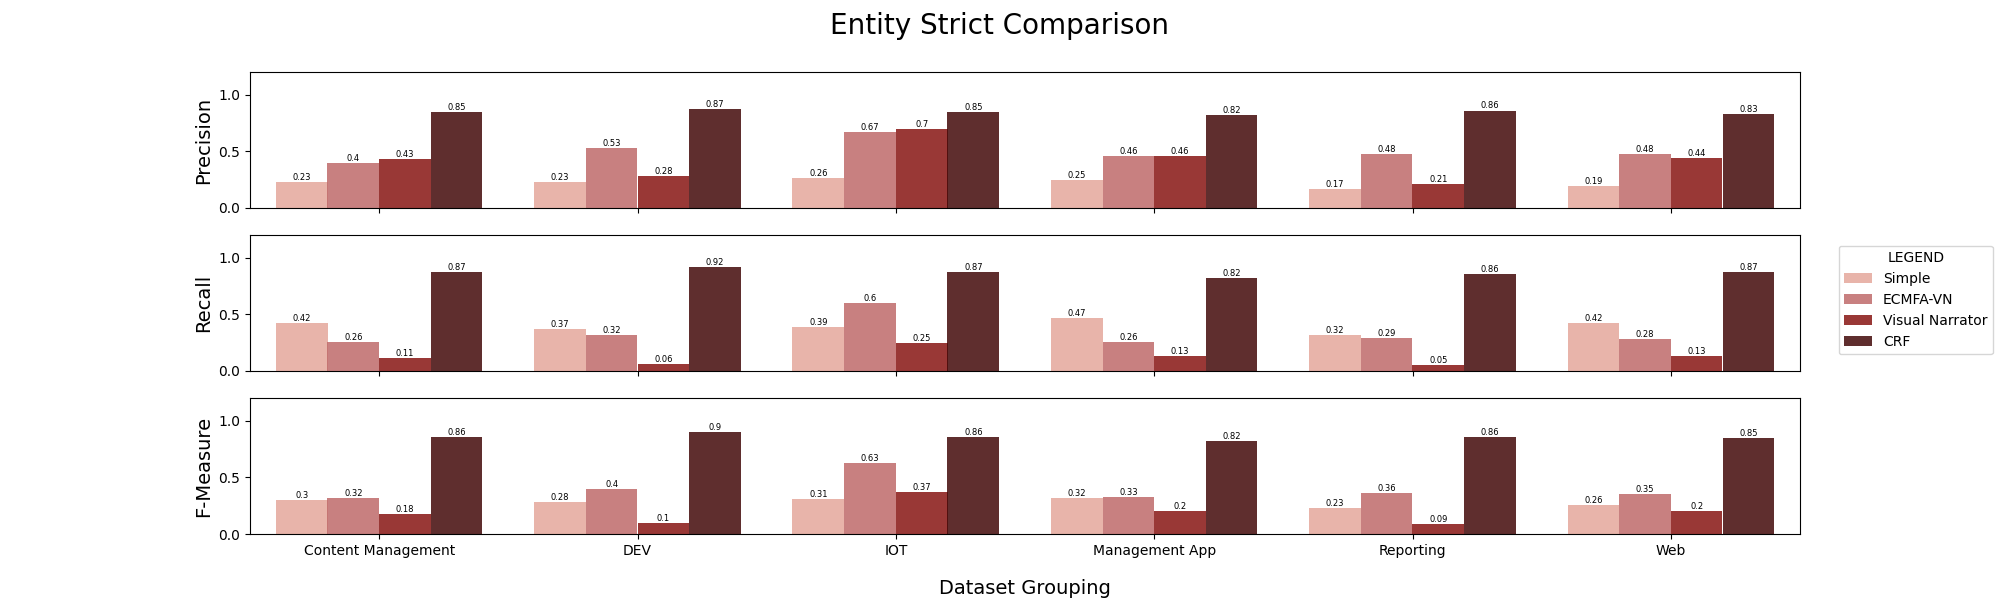 Entity Strict Comparison
Precision
1.0
0.5
0.0
0.23 0.4 0.43 0.85 0.23 0.53 0.28 0.87 0.26 0.67 0.7 0.85 0.25 0.46 0.46 0.82 0.17 0.48 0.21 0.86 0.19 0.48 0.44 0.83
Recall
1.0
0.5
0.0
0.42 0.26 0.11 0.87 0.37 0.32 0.06 0.92 0.39 0.6 0.25 0.87 0.47 0.26 0.13 0.82 0.32 0.29 0.05 0.86 0.42 0.28 0.13 0.87
LEGEND
Simple
ECMFA-VN
Visual Narrator
CRF
F-Measure
1.0
0.5
0.0
0.3 0.32 0.18 0.86 0.28 0.4 0.1 0.9 0.31 0.63 0.37 0.86 0.32 0.33 0.2 0.82 0.23 0.36 0.09 0.86 0.26 0.35 0.2 0.85
Content Management DEV IOT Management App Reporting Web
Dataset Grouping